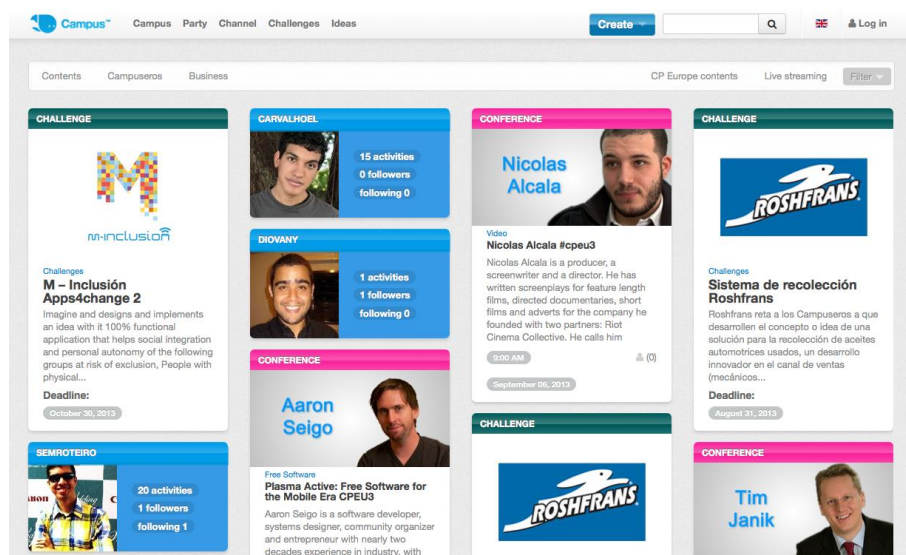 Campus™
Campus Party Channel Challenges Ideas
Create
Log in
Contents Campuseros Business
CP Europe contents Live streaming Filter
CHALLENGE
m-inclusion
Challenges
M – Inclusión
Apps4change 2
Imagine and designs and implements
an idea with it 100% functional
application that helps social integration
and personal autonomy of the following
groups at risk of exclusion, People with
physical...
Deadline:
October 30, 2013
SEMROTEIRO
20 activities
1 followers
following 1
CARVALHOEL
15 activities
0 followers
following 0
DIOVANY
1 activities
1 followers
following 0
CONFERENCE
Aaron
Seigo
Free Software
Plasma Active: Free Software for
the Mobile Era CPEU3
Aaron Seigo is a software developer,
systems designer, community organizer
and entrepreneur with nearly two
decades experience in industry, with
CONFERENCE
Nicolas
Alcala
Video
Nicolas Alcala #cpeu3
Nicolas Alcala is a producer, a
screenwriter and a director. He has
written screenplays for feature length
films, directed documentaries, short
films and adverts for the company he
founded with two partners: Riot
Cinema Collective. He calls him
9:00 AM (0)
September 06, 2013
CHALLENGE
ROSHFRANS
CHALLENGE
ROSHFRANS
Challenges
Sistema de recolección
Roshfrans
Roshfrans reta a los Campuseros a que
desarrollen el concepto o idea de una
solución para la recolección de aceites
automotrices usados, un desarrollo
innovador en el canal de ventas
(mecánicos...
Deadline:
August 31, 2013
CONFERENCE
Tim
Janik